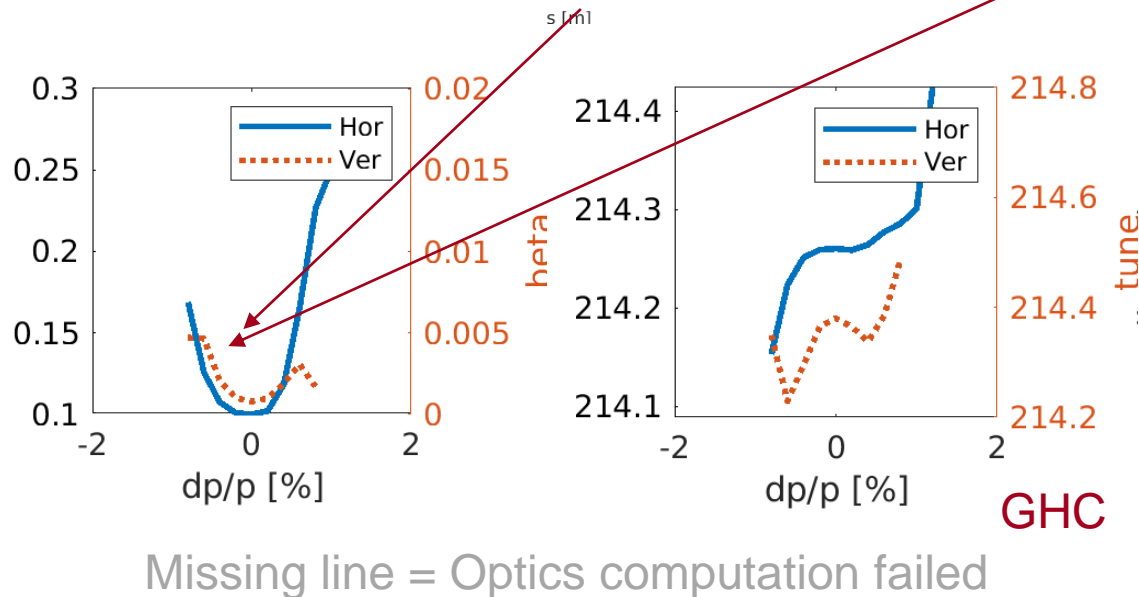 s [m]
0.3
0.25
0.2
0.15
0.1
0.02
0.015
0.01
0.005
0
Hor
Ver
beta
-2
0
2
dp/p [%]
214.4
214.3
214.2
214.1
214.8
214.6
214.4
214.2
Hor
Ver
tune
-2
0
2
dp/p [%]
GHC
Missing line = Optics computation failed